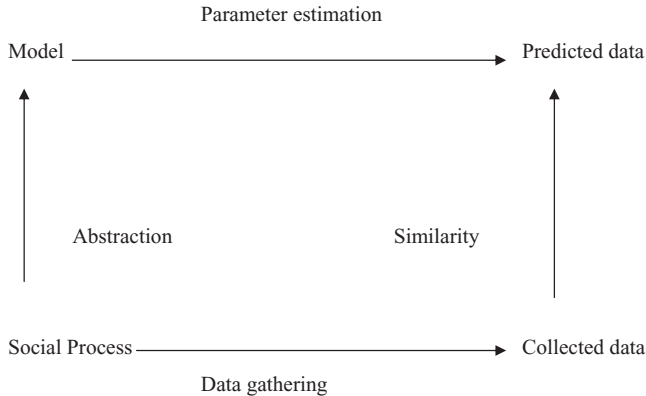 Parameter estimation
Model
Predicted data
Abstraction
Similarity
Social Process
Collected data
Data gathering